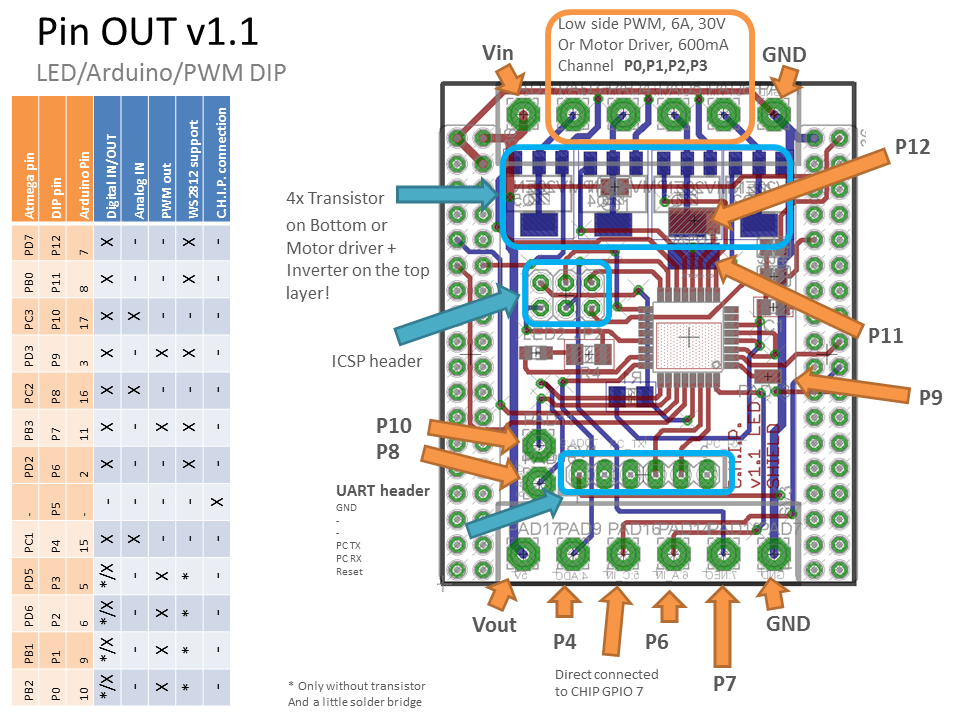 Pin OUT v1.1
LED/Arduino/PWM DIP
Low side PWM, 6A, 30V
Or Motor Driver, 600mA
Channel P0,P1,P2,P3
Vin
GND
P12
4x Transistor
on Bottom or
Motor driver +
Inverter on the top
layer!
ICSP header
P11
P9
P10
P8
UART header
GND
-
-
PC TX
PC RX
Reset
Vout
P4
P6
P7
GND
Direct connected
to CHIP GPIO 7
* Only without transistor
And a little solder bridge
Atmega pin DIP pin Arduino Pin Digital IN/OUT Analog IN PWM out WS2812 support C.H.I.P. connection
PD7 P12 7 X - - X -
PB0 P11 8 X - - X -
PC3 P10 17 X X - - -
PD3 P9 3 X - X X -
PC2 P8 16 X X - - -
PB3 P7 11 X - X X -
PD2 P6 2 X - - X -
- P5 - - - - - X
PC1 P4 15 X X - - -
PD5 P3 5 */X - X * -
PD6 P2 6 */X - X * -
PB1 P1 9 */X - X * -
PB2 P0 10 */X - X * -
C.H.I.P.
v1.1 LED
SHIELD
PAD17 PAD9